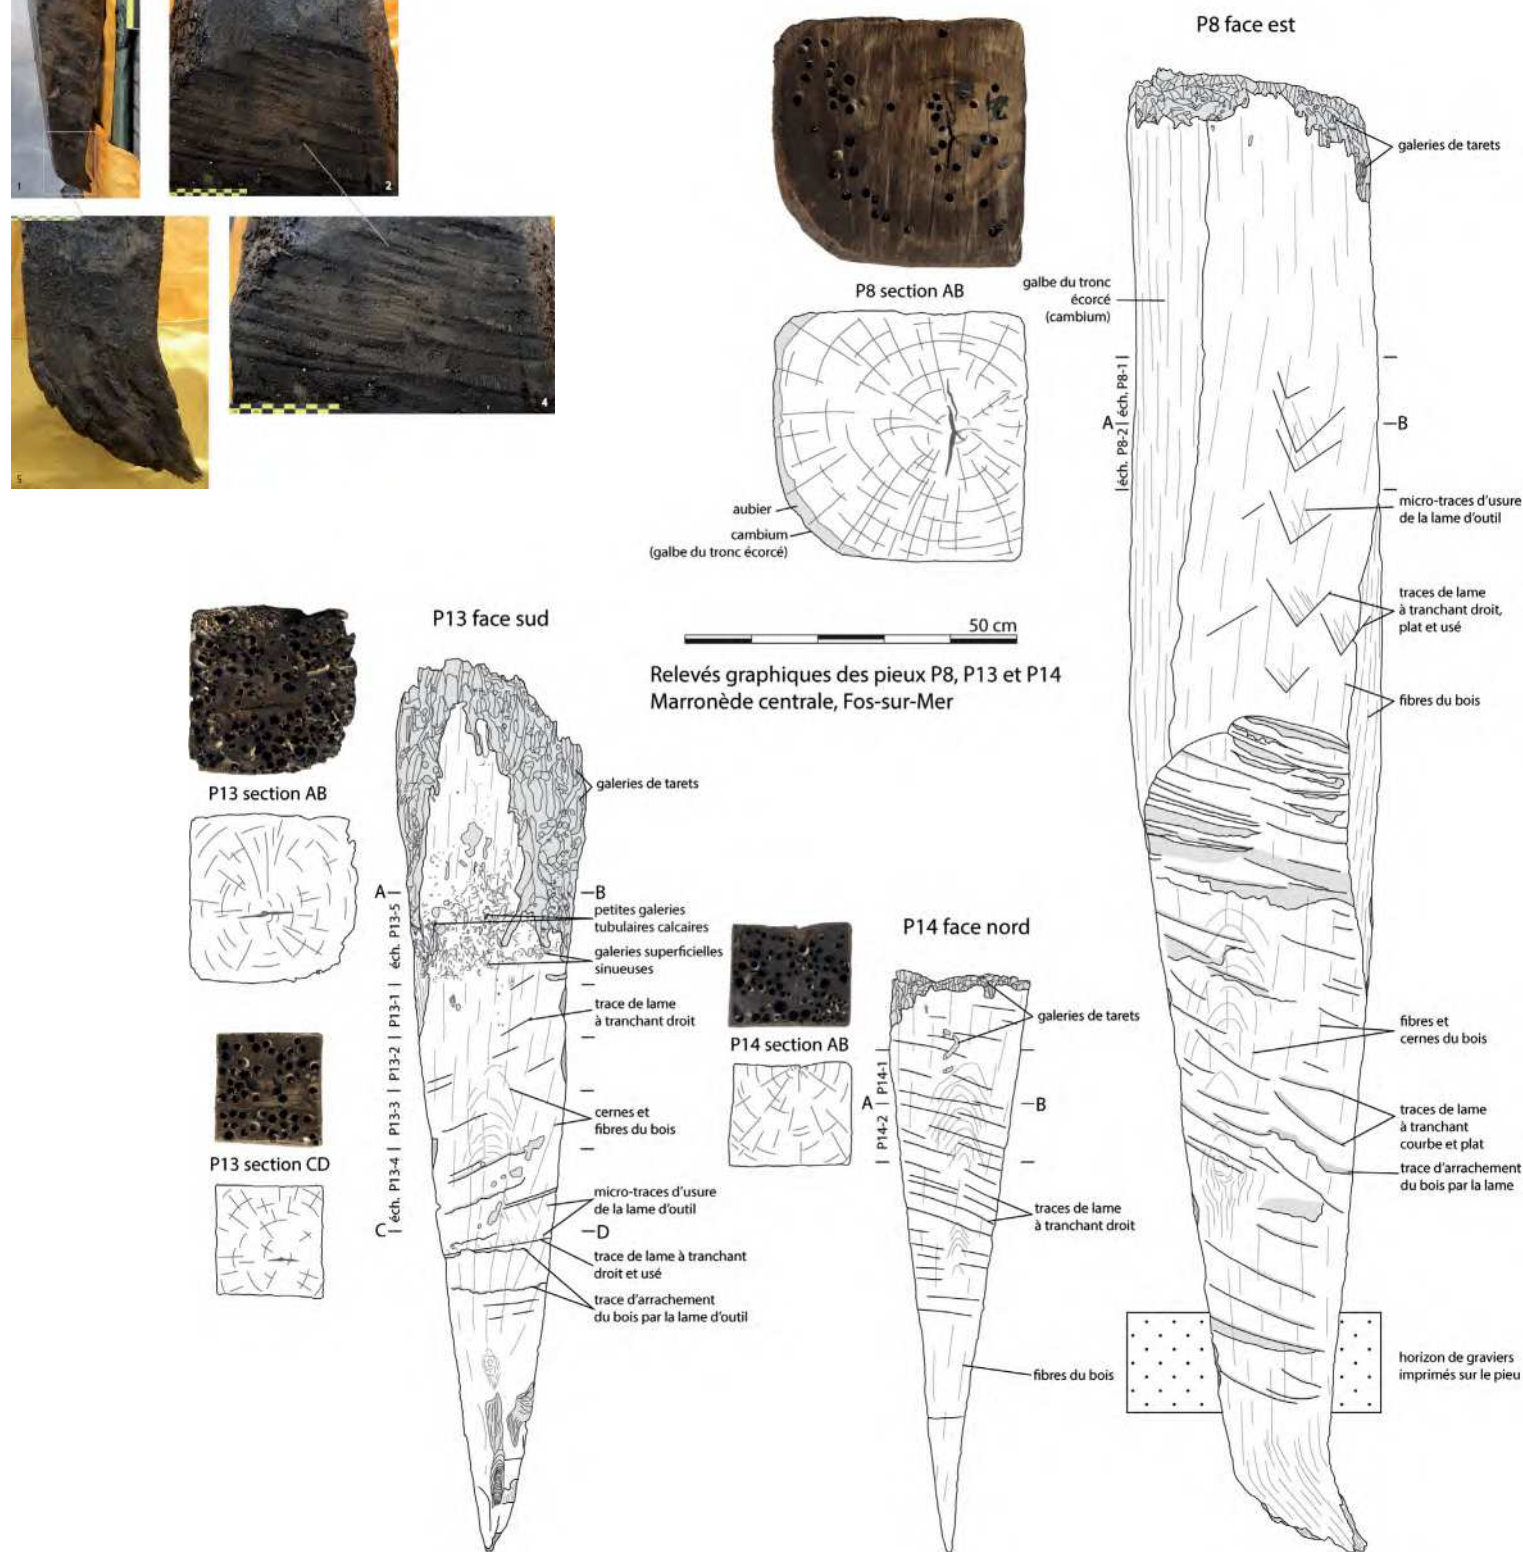 1
2
4
5
P8 face est
galeries de tarets
P8 section AB
galbe du tronc
écorcé
(cambium)
éch. P8-1
éch. P8-2
A
B
micro-traces d'usure
de la lame d'outil
aubier
cambium
(galbe du tronc écorcé)
traces de lame
à tranchant droit,
plat et usé
fibres du bois
50 cm
Relevés graphiques des pieux P8, P13 et P14
Marronède centrale, Fos-sur-Mer
P13 face sud
galeries de tarets
P13 section AB
A
B
petites galeries
tubulaires calcaires
galeries superficielles
sinueuses
trace de lame
à tranchant droit
éch. P13-5
P13-1
P13-2
P13-3
éch. P13-4
cernes et
fibres du bois
P13 section CD
micro-traces d'usure
de la lame d'outil
C
D
trace de lame à tranchant
droit et usé
trace d'arrachement
du bois par la lame d'outil
P14 face nord
galeries de tarets
P14 section AB
P14-1
A
B
P14-2
traces de lame
à tranchant droit
fibres du bois
fibres et
cernes du bois
traces de lame
à tranchant
courbe et plat
trace d'arrachement
du bois par la lame
horizon de graviers
imprimés sur le pieu